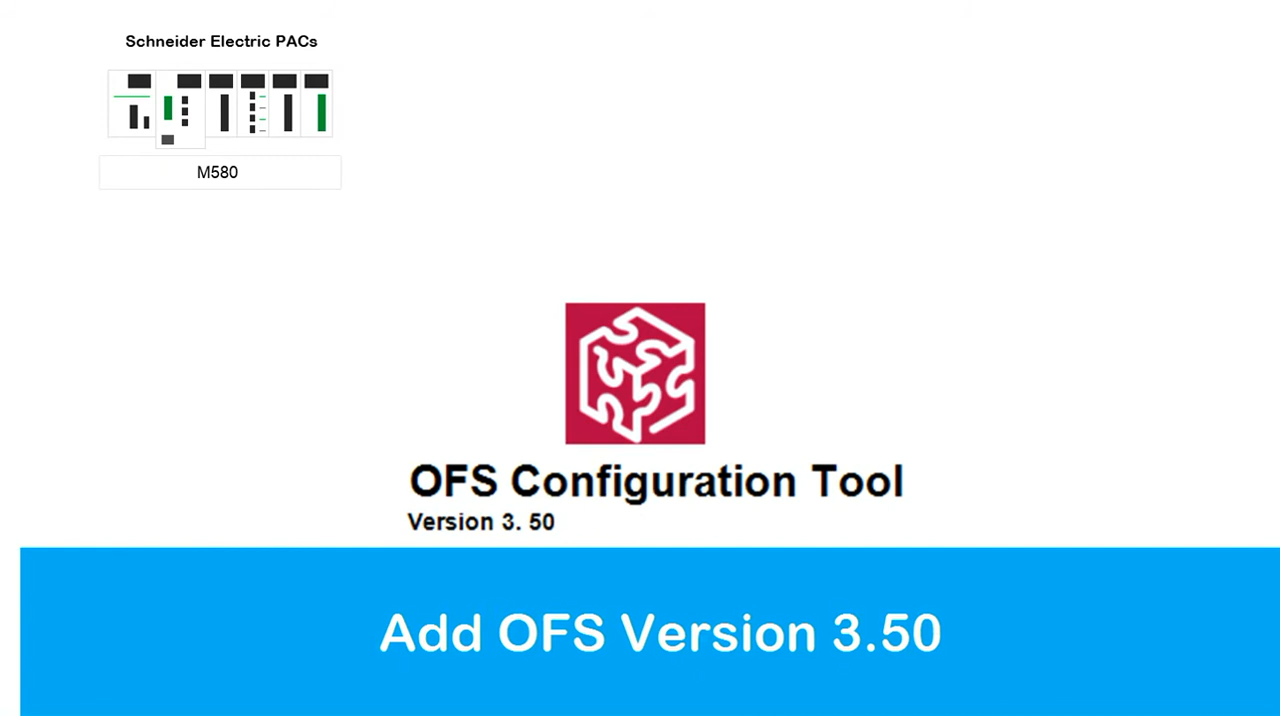 Schneider Electric PACs
M580
OFS Configuration Tool
Version 3. 50
Add OFS Version 3.50